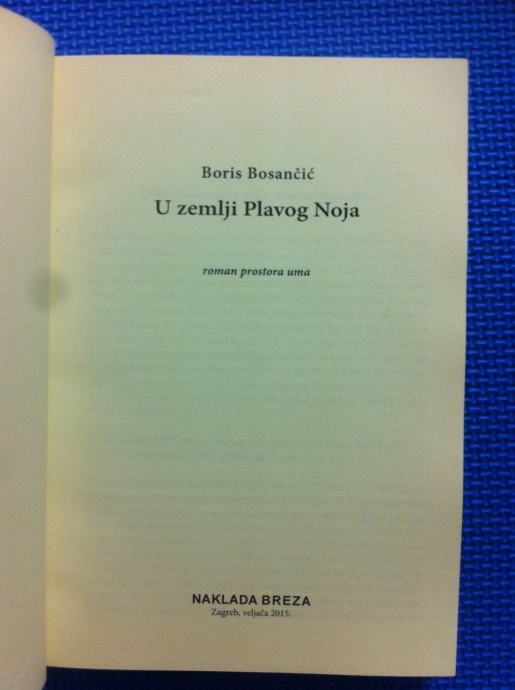 Boris Bosančić
U zemlji Plavog Noja
roman prostora uma
NAKLADA BREZA
Zagreb, veljača 2015.